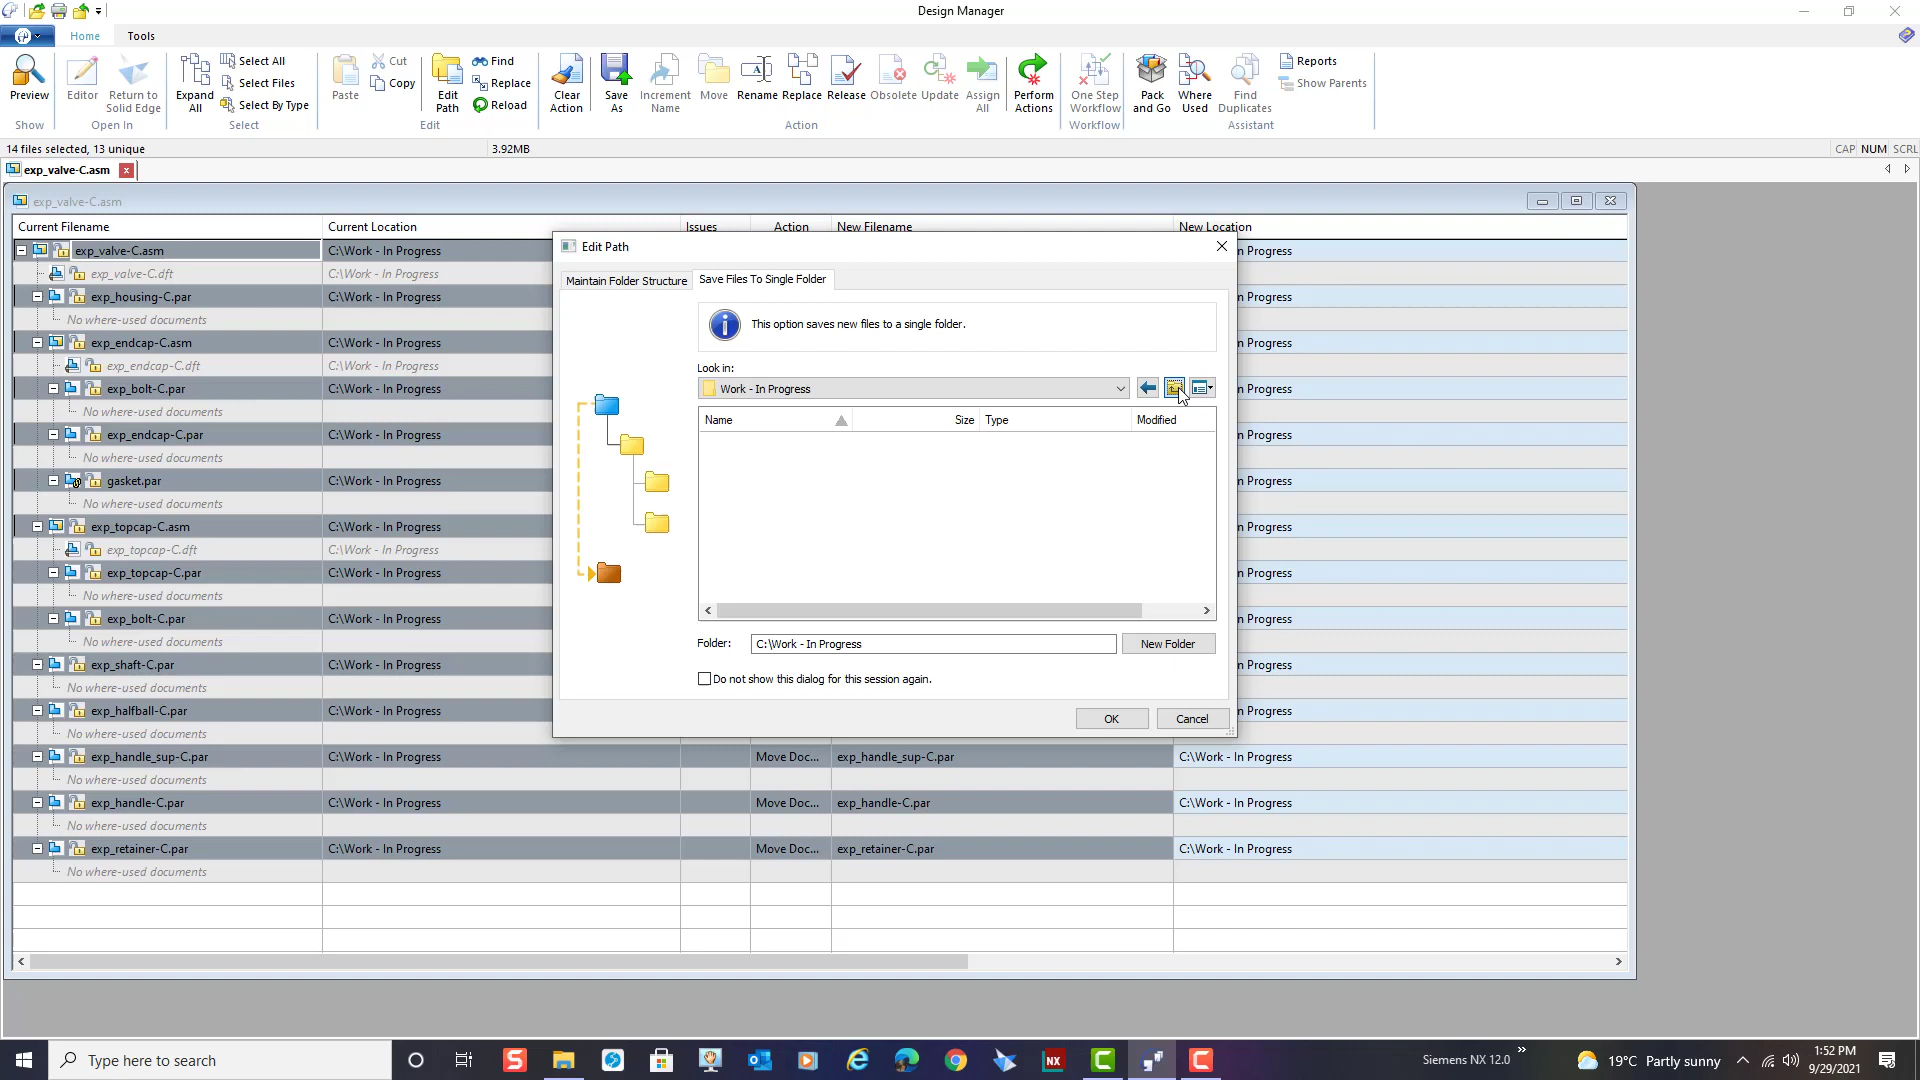 Design Manager
Home Tools
Preview
Editor
Return to Solid Edge
Expand All
Select All
Select Files
Select By Type
Paste
Cut
Copy
Edit Path
Find
Replace
Reload
Clear Action
Save As
Increment Name
Move
Rename
Replace
Release
Obsolete
Update
Assign All
Perform Actions
One Step Workflow
Pack and Go
Where Used
Find Duplicates
Reports
Show Parents
Show Open In Select Edit Action Workflow Assistant
14 files selected, 13 unique 3.92MB CAP NUM SCRL
exp_valve-C.asm
exp_valve-C.asm
Current Filename Current Location Issues Action New Filename New Location
exp_valve-C.asm C:\Work - In Progress n Progress
exp_valve-C.dft C:\Work - In Progress
exp_housing-C.par C:\Work - In Progress n Progress
No where-used documents
exp_endcap-C.asm C:\Work - In Progress n Progress
exp_endcap-C.dft C:\Work - In Progress
exp_bolt-C.par C:\Work - In Progress n Progress
No where-used documents
exp_endcap-C.par C:\Work - In Progress n Progress
No where-used documents
gasket.par C:\Work - In Progress n Progress
No where-used documents
exp_topcap-C.asm C:\Work - In Progress n Progress
exp_topcap-C.dft C:\Work - In Progress
exp_topcap-C.par C:\Work - In Progress n Progress
No where-used documents
exp_bolt-C.par C:\Work - In Progress n Progress
No where-used documents
exp_shaft-C.par C:\Work - In Progress n Progress
No where-used documents
exp_halfball-C.par C:\Work - In Progress n Progress
No where-used documents
exp_handle_sup-C.par C:\Work - In Progress Move Doc... exp_handle_sup-C.par C:\Work - In Progress
No where-used documents
exp_handle-C.par C:\Work - In Progress Move Doc... exp_handle-C.par C:\Work - In Progress
No where-used documents
exp_retainer-C.par C:\Work - In Progress Move Doc... exp_retainer-C.par C:\Work - In Progress
No where-used documents
Edit Path
Maintain Folder Structure Save Files To Single Folder
This option saves new files to a single folder.
Look in:
Work - In Progress
Name Size Type Modified
Folder: C:\Work - In Progress New Folder
Do not show this dialog for this session again.
OK Cancel
Type here to search
Siemens NX 12.0
19°C Partly sunny
1:52 PM
9/29/2021